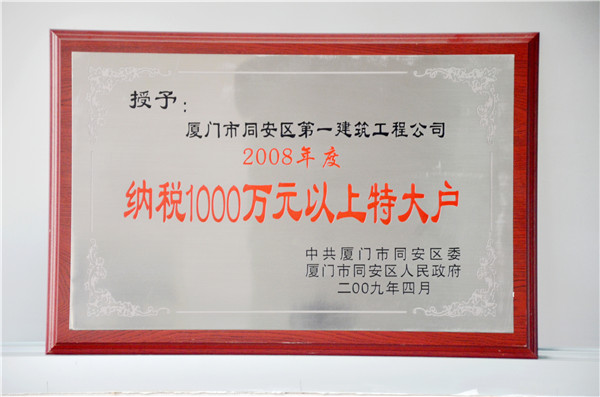 授予：
厦门市同安区第一建筑工程公司
2008年度
纳税1000万元以上特大户
中共厦门市同安区委
厦门市同安区人民政府
二00九年四月